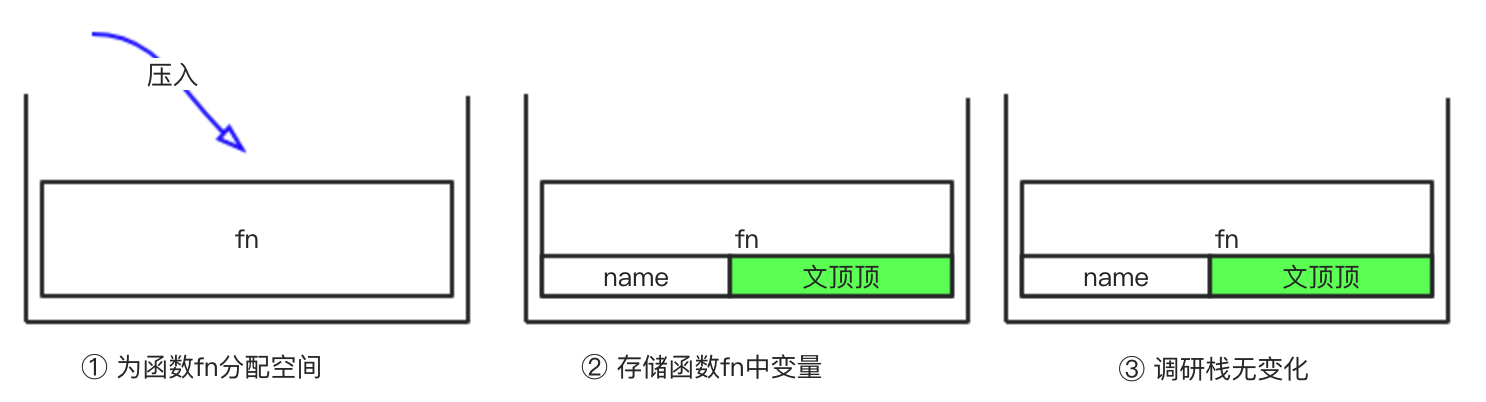 压入
fn
① 为函数fn分配空间
fn
name
文顶顶
② 存储函数fn中变量
fn
name
文顶顶
③ 调研栈无变化